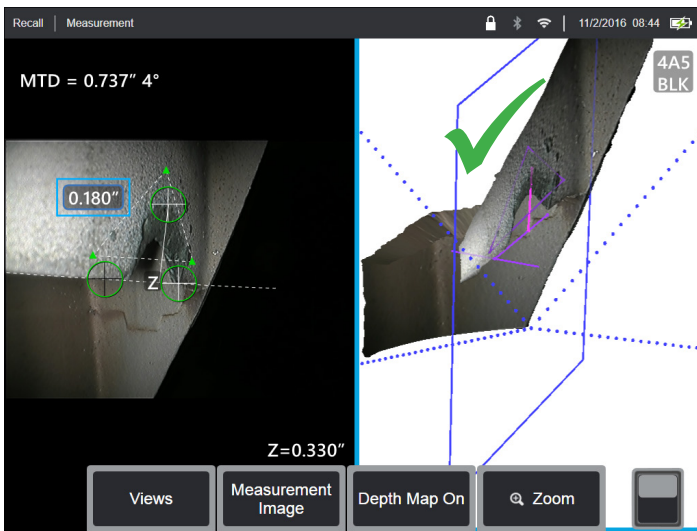 Recall | Measurement
11/2/2016 08:44
MTD = 0.737" 4°
4A5
BLK
0.180"
Z
Z=0.330"
Views
Measurement
Image
Depth Map On
Zoom